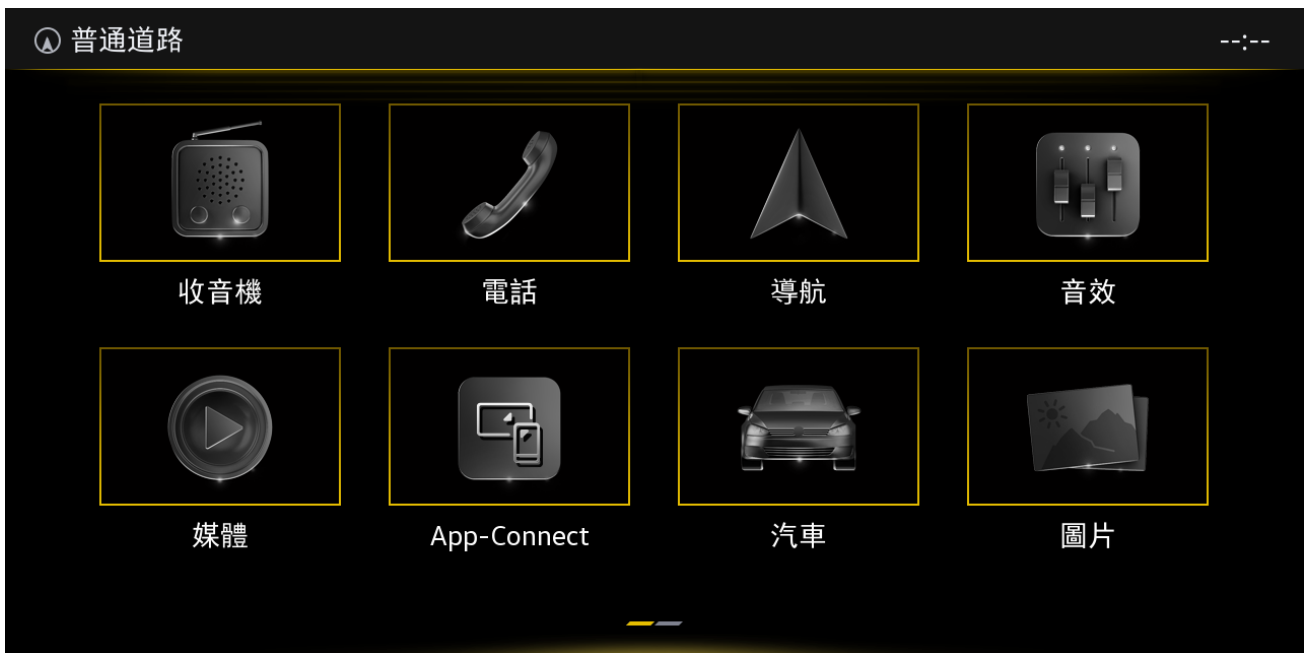 普通道路 --:--
收音機 電話 導航 音效
媒體 App-Connect 汽車 圖片